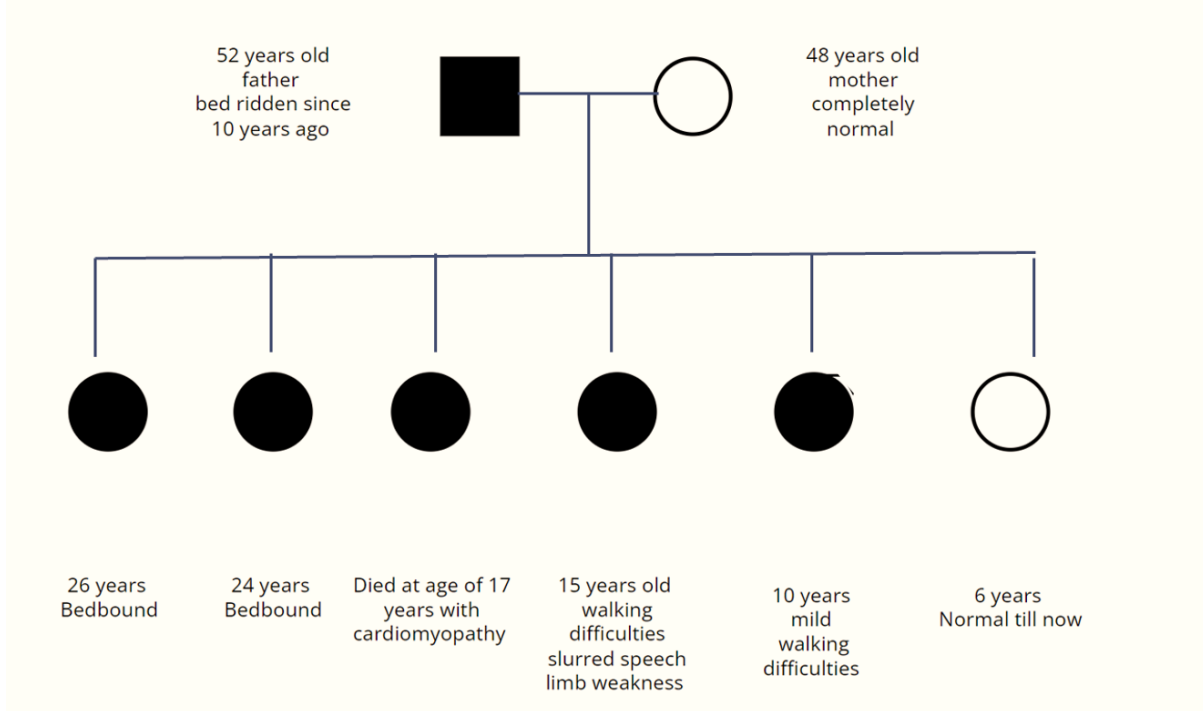 52 years old
father
bed ridden since
10 years ago
48 years old
mother
completely
normal
26 years
Bedbound
24 years
Bedbound
Died at age of 17
years with
cardiomyopathy
15 years old
walking
difficulties
slurred speech
limb weakness
10 years
mild
walking
difficulties
6 years
Normal till now